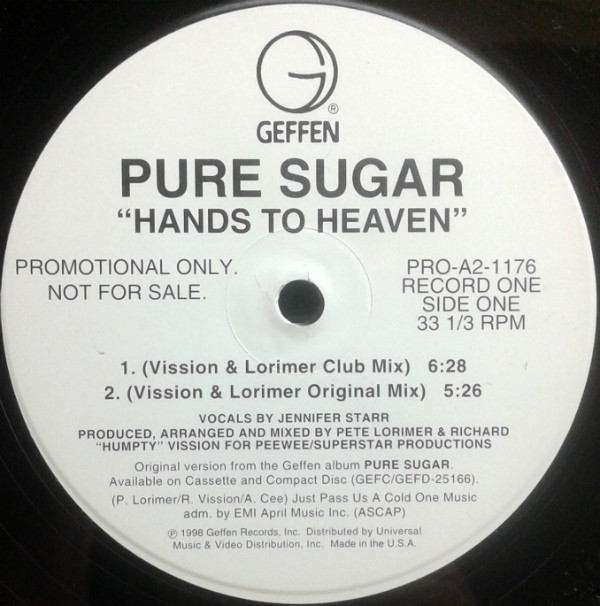 G
®
GEFFEN
PURE SUGAR
“HANDS TO HEAVEN”
PROMOTIONAL ONLY.
NOT FOR SALE.
PRO-A2-1176
RECORD ONE
SIDE ONE
33 1/3 RPM
1. (Vission & Lorimer Club Mix) 6:28
2. (Vission & Lorimer Original Mix) 5:26
VOCALS BY JENNIFER STARR
PRODUCED, ARRANGED AND MIXED BY PETE LORIMER & RICHARD
"HUMPTY" VISSION FOR PEEWEE/SUPERSTAR PRODUCTIONS
Original version from the Geffen album PURE SUGAR.
Available on Cassette and Compact Disc (GEFC/GEFD-25166).
(P. Lorimer/R. Vission/A. Cee) Just Pass Us A Cold One Music
adm. by EMI April Music Inc. (ASCAP)
℗ 1998 Geffen Records, Inc. Distributed by Universal
Music & Video Distribution, Inc. Made in the U.S.A.